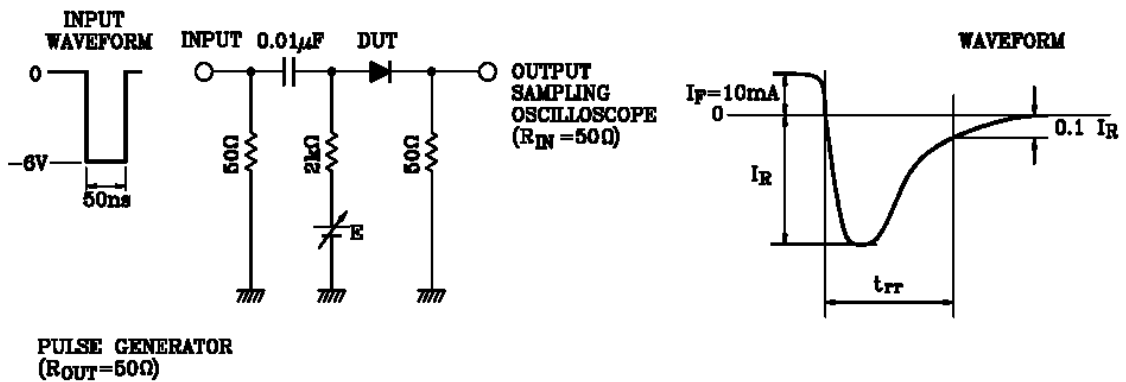 INPUT
WAVEFORM
0
-6V
50ns
INPUT 0.01μF DUT
50Ω
2kΩ
E
50Ω
OUTPUT
SAMPLING
OSCILLOSCOPE
(RIN=50Ω)
PULSE GENERATOR
(ROUT=50Ω)
WAVEFORM
IF=10mA
0
IR
0.1 IR
trr